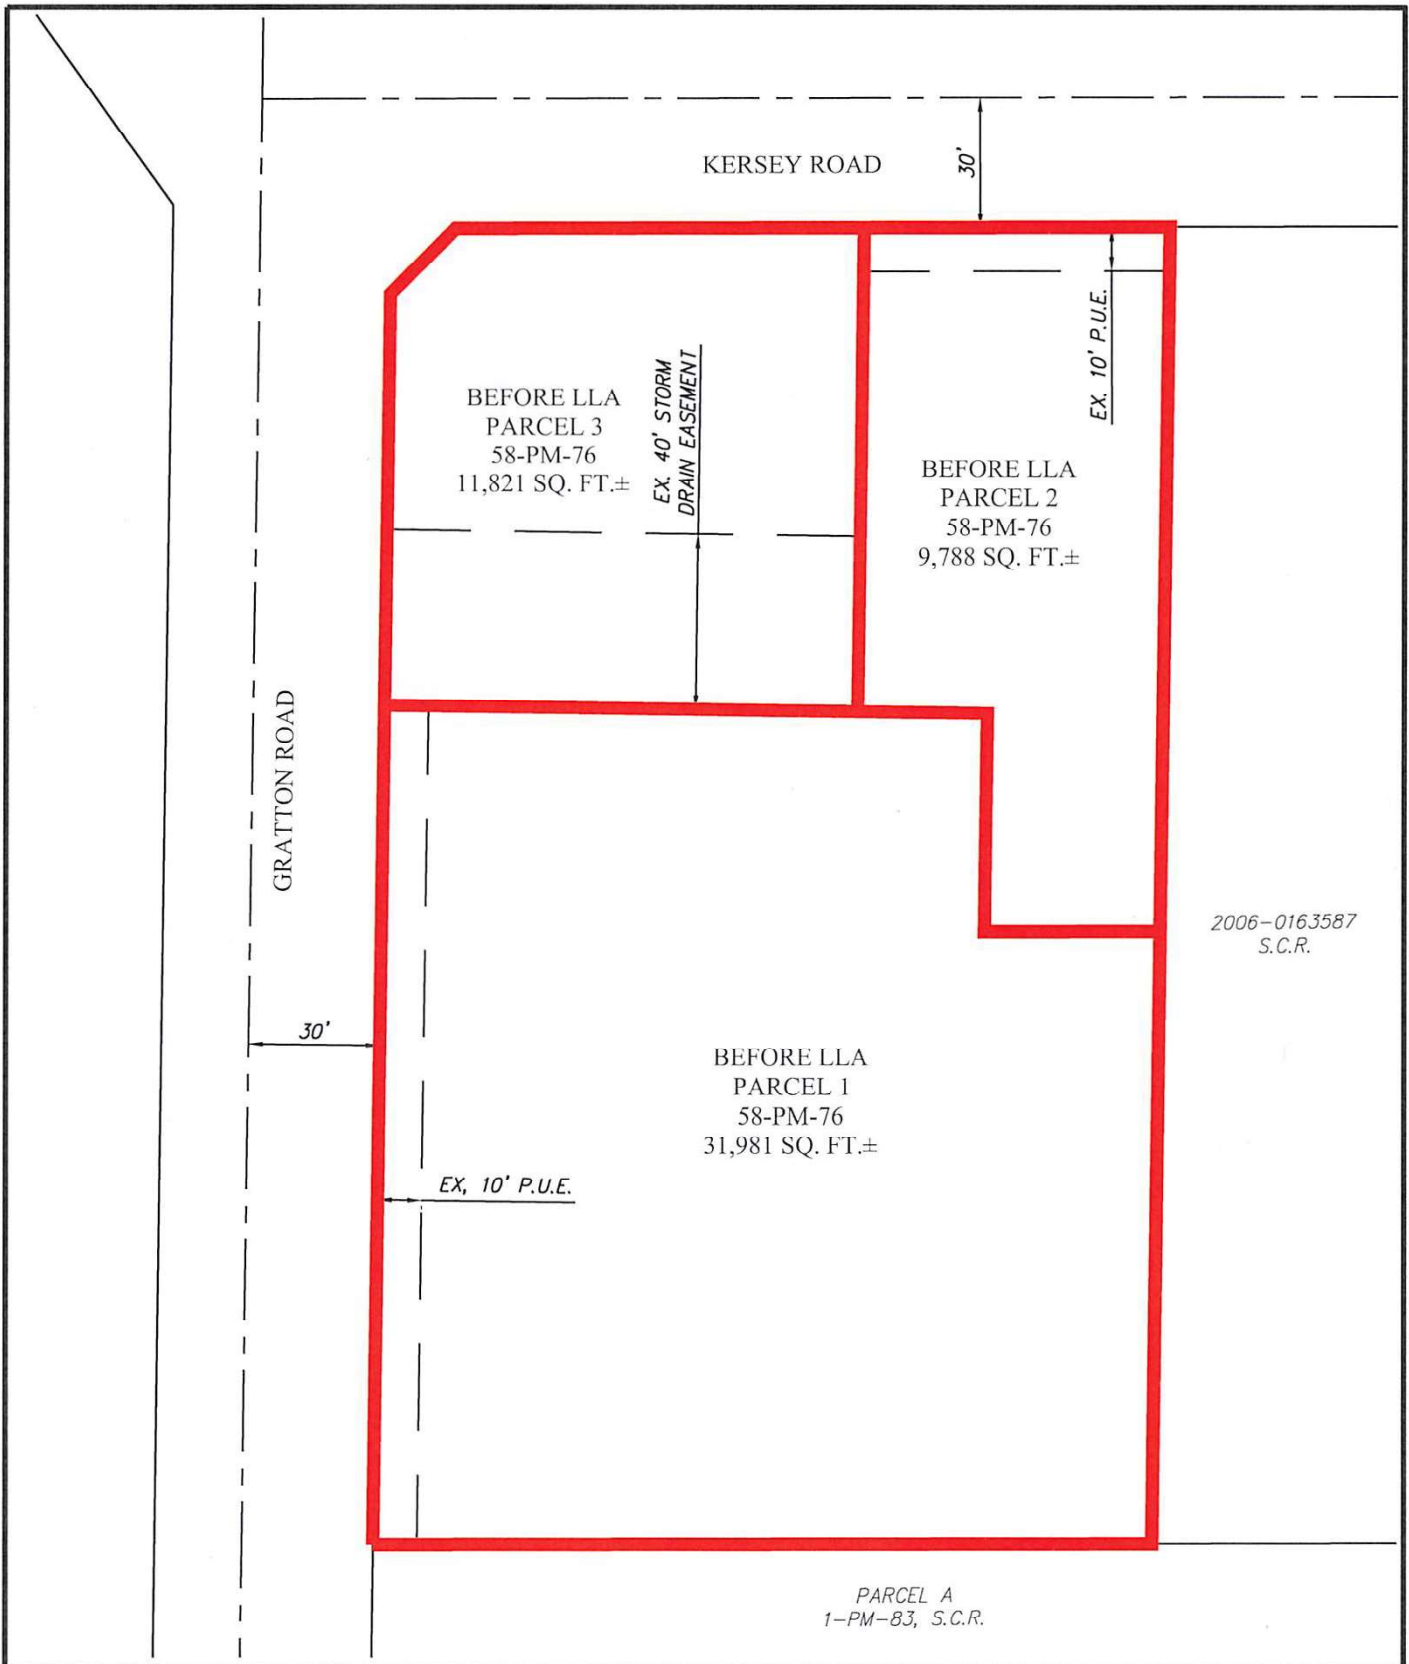 KERSEY ROAD
30'
EX. 10' P.U.E.
BEFORE LLA
PARCEL 3
58-PM-76
11,821 SQ. FT.±
EX. 40' STORM
DRAIN EASEMENT
BEFORE LLA
PARCEL 2
58-PM-76
9,788 SQ. FT.±
GRATTON ROAD
2006-0163587
S.C.R.
30'
BEFORE LLA
PARCEL 1
58-PM-76
31,981 SQ. FT.±
EX, 10' P.U.E.
PARCEL A
1-PM-83, S.C.R.